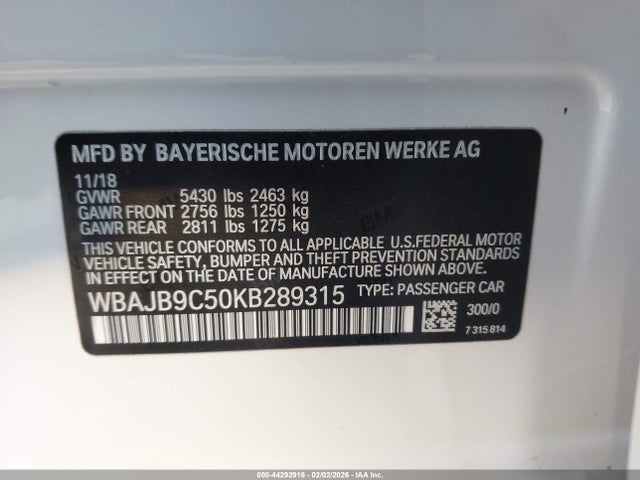 MFD BY BAYERISCHE MOTOREN WERKE AG
11/18
GVWR 5430 lbs 2463 kg
GAWR FRONT 2756 lbs 1250 kg
GAWR REAR 2811 lbs 1275 kg
THIS VEHICLE CONFORMS TO ALL APPLICABLE U.S.FEDERAL MOTOR
VEHICLE SAFETY, BUMPER AND THEFT PREVENTION STANDARDS
IN EFFECT ON THE DATE OF MANUFACTURE SHOWN ABOVE.
WBAJB9C50KB289315 TYPE: PASSENGER CAR
300/0
7 315 814
000-44292916 - 02/02/2026 - IAAI, Inc.